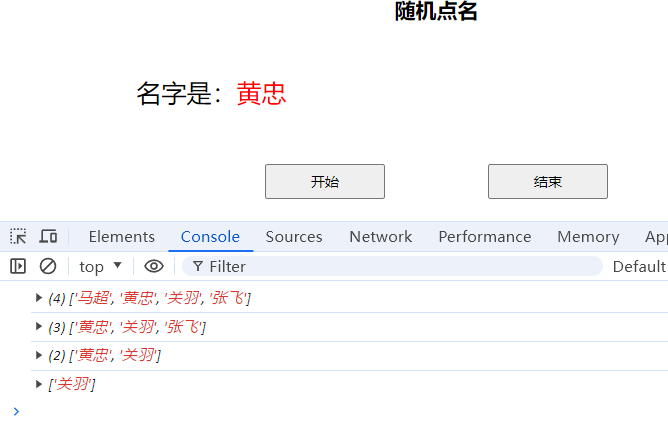 随机点名
名字是：黄忠
开始 结束
Elements Console Sources Network Performance Memory App
top Filter Default
(4) ['马超', '黄忠', '关羽', '张飞']
(3) ['黄忠', '关羽', '张飞']
(2) ['黄忠', '关羽']
['关羽']